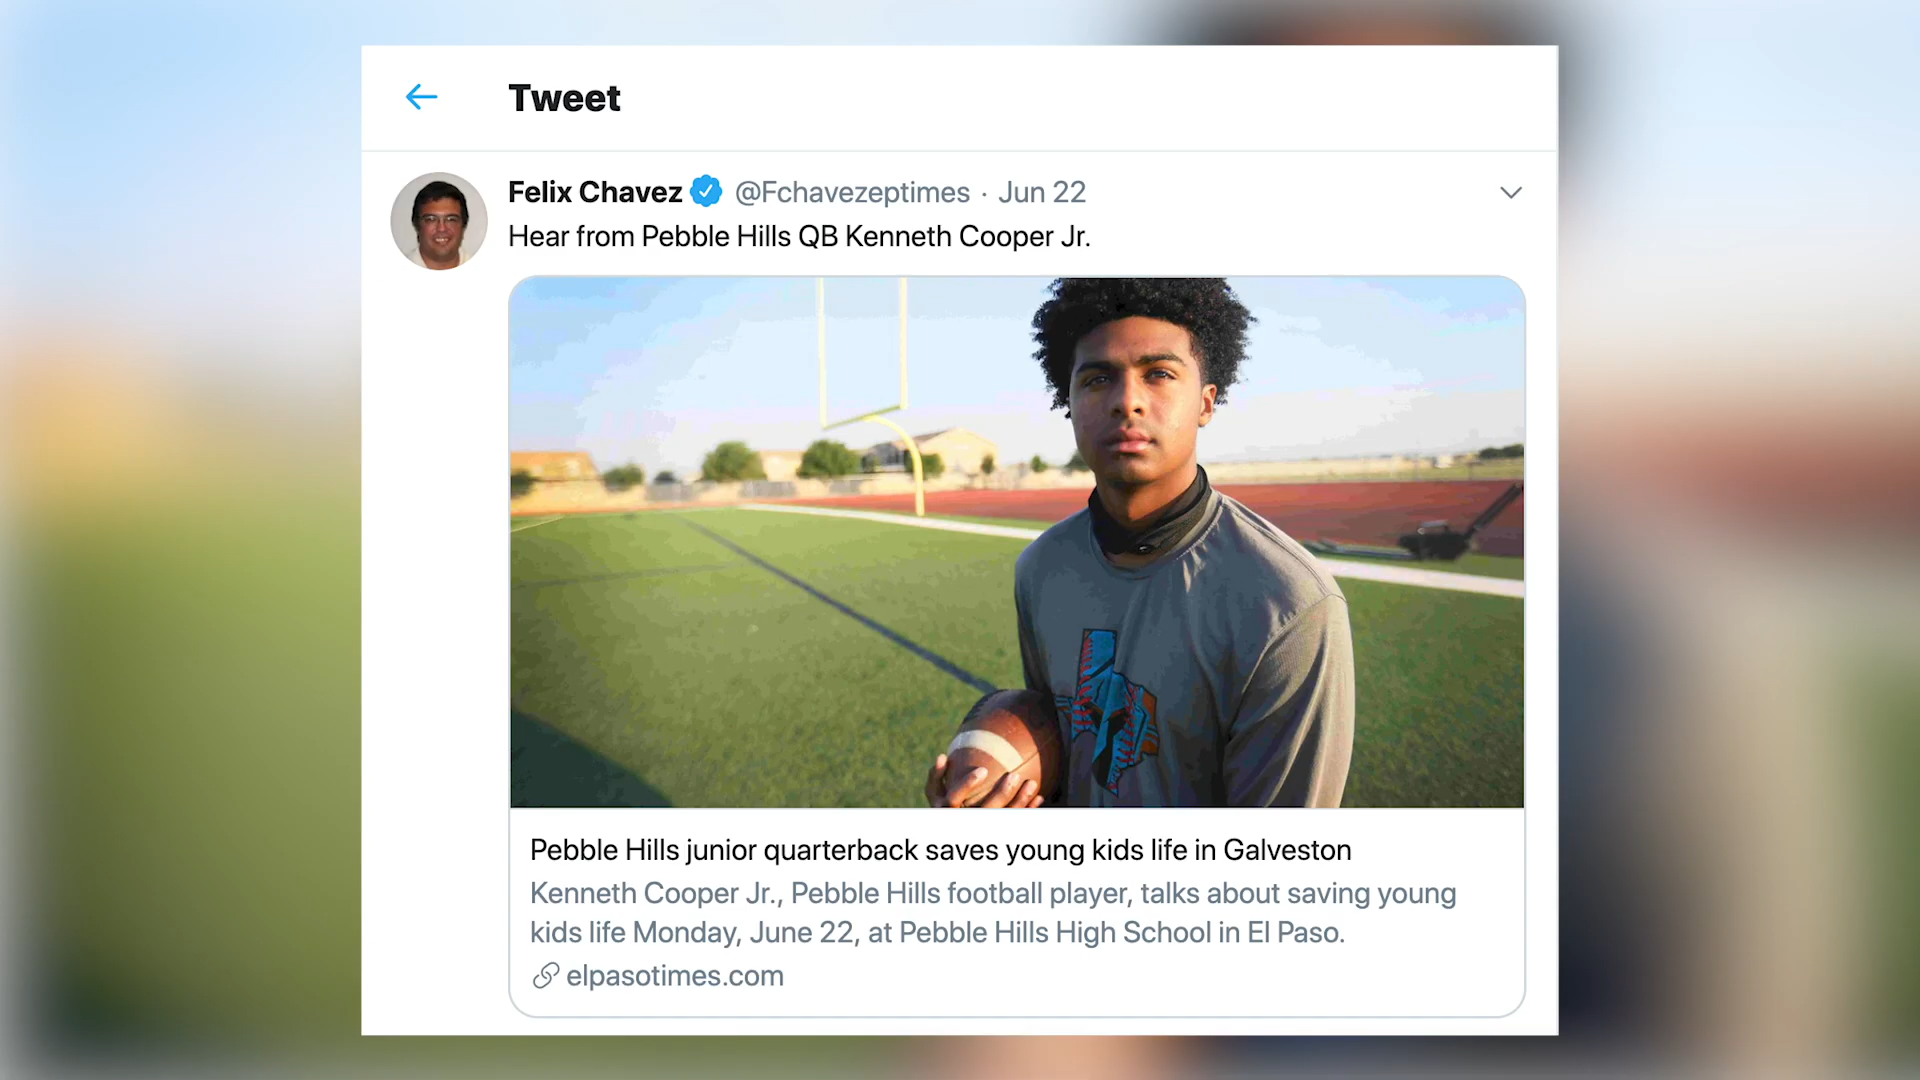 Tweet
Felix Chavez @Fchavezeptimes · Jun 22
Hear from Pebble Hills QB Kenneth Cooper Jr.
Pebble Hills junior quarterback saves young kids life in Galveston
Kenneth Cooper Jr., Pebble Hills football player, talks about saving young
kids life Monday, June 22, at Pebble Hills High School in El Paso.
elpasotimes.com